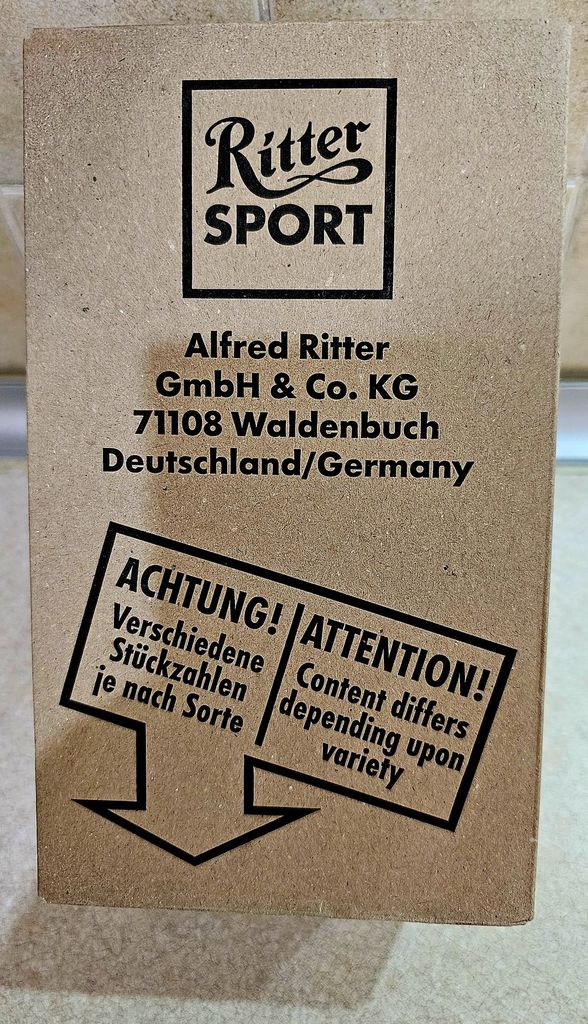 Ritter
SPORT
Alfred Ritter
GmbH & Co. KG
71108 Waldenbuch
Deutschland/Germany
ACHTUNG!
Verschiedene
Stückzahlen
je nach Sorte
ATTENTION!
Content differs
depending upon
variety